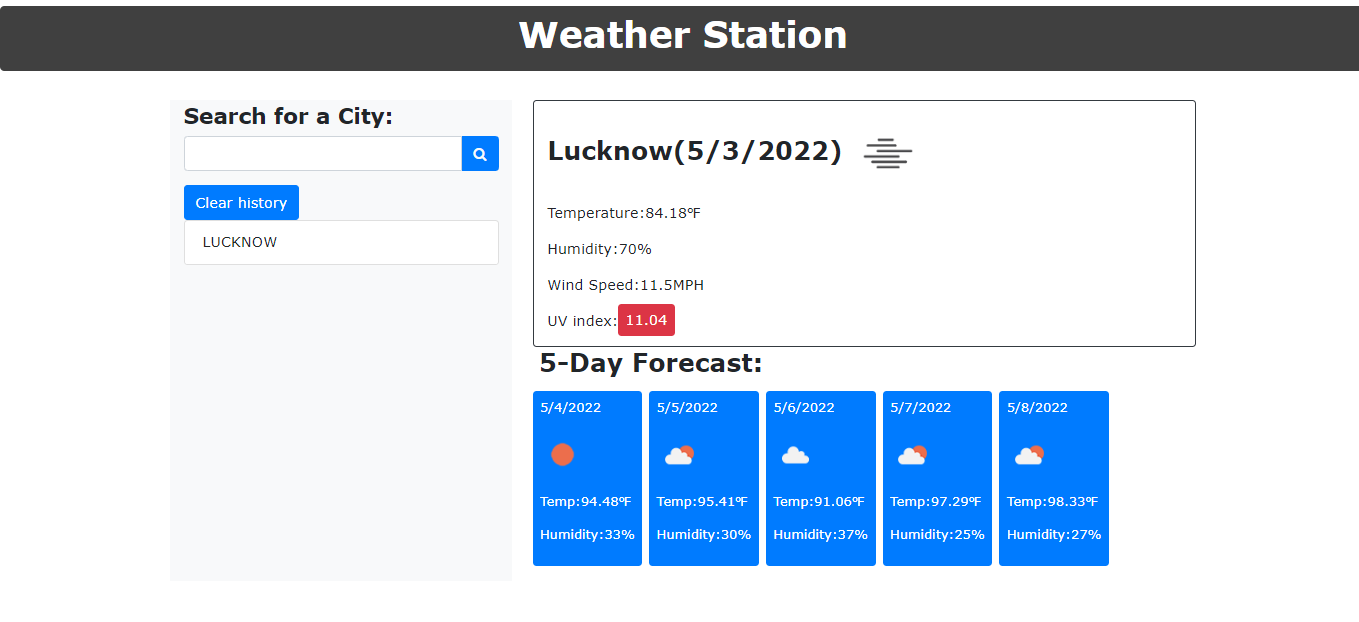 Weather Station
Search for a City:
Clear history
LUCKNOW
Lucknow(5/3/2022)
Temperature:84.18°F
Humidity:70%
Wind Speed:11.5MPH
UV index:11.04
5-Day Forecast:
5/4/2022
Temp:94.48°F
Humidity:33%
5/5/2022
Temp:95.41°F
Humidity:30%
5/6/2022
Temp:91.06°F
Humidity:37%
5/7/2022
Temp:97.29°F
Humidity:25%
5/8/2022
Temp:98.33°F
Humidity:27%